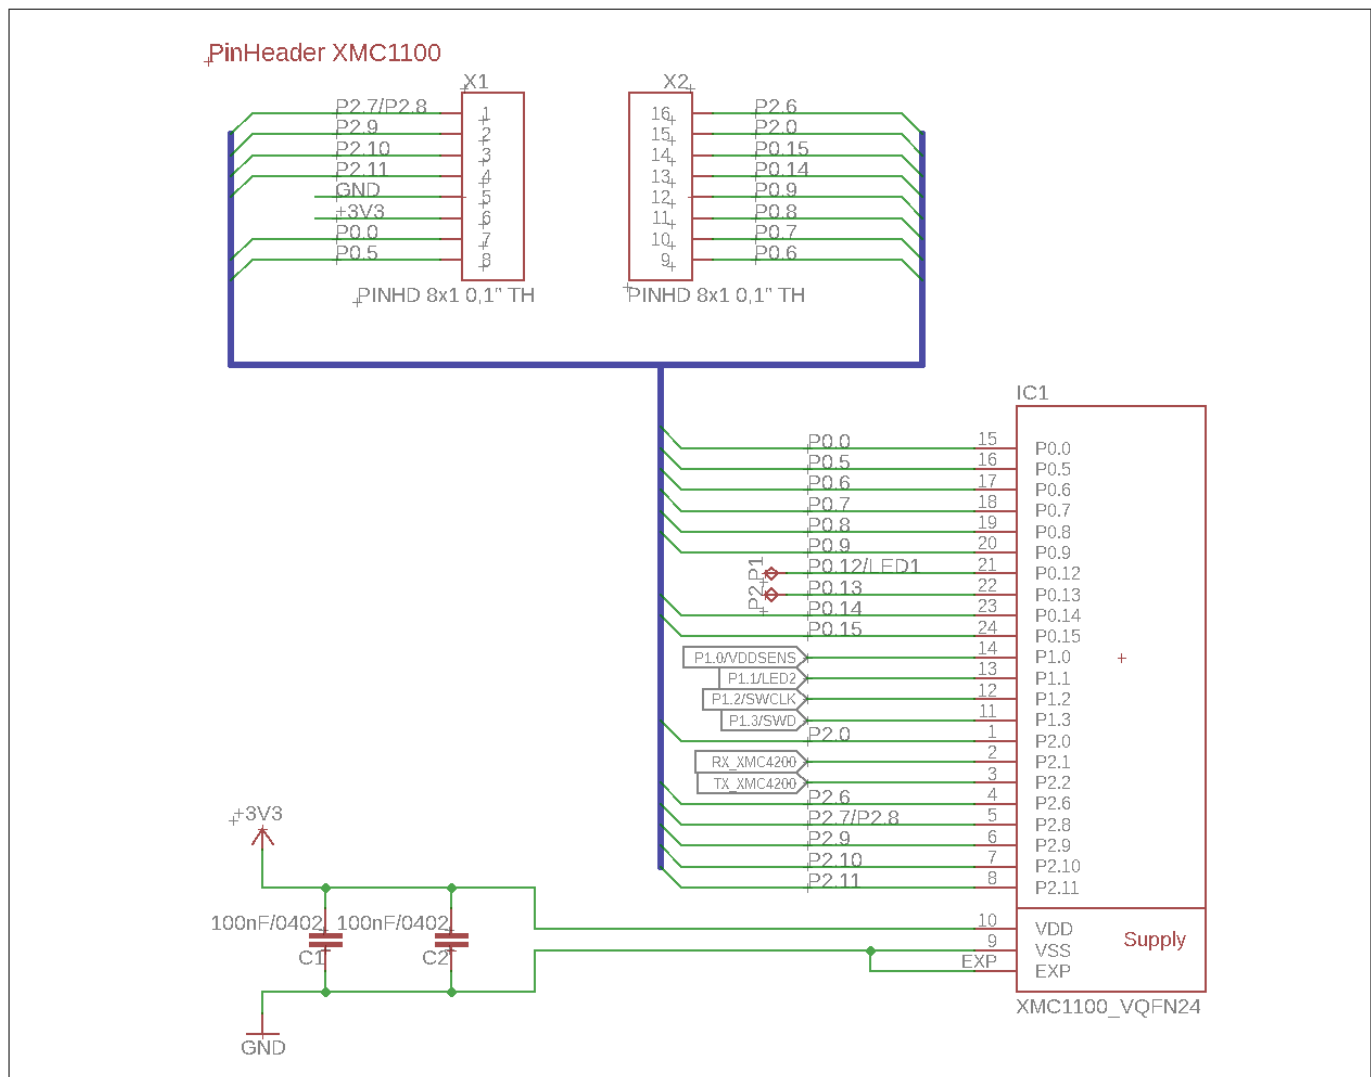 PinHeader XMC1100
X1
X2
P2.7/P2.8 1
P2.9 2
P2.10 3
P2.11 4
GND 5
+3V3 6
P0.0 7
P0.5 8
PINHD 8x1 0,1" TH
16 P2.6
15 P2.0
14 P0.15
13 P0.14
12 P0.9
11 P0.8
10 P0.7
9 P0.6
PINHD 8x1 0,1" TH
IC1
P0.0 15 P0.0
P0.5 16 P0.5
P0.6 17 P0.6
P0.7 18 P0.7
P0.8 19 P0.8
P0.9 20 P0.9
P1 P0.12/LED1 21 P0.12
P2 P0.13 22 P0.13
P0.14 23 P0.14
P0.15 24 P0.15
P1.0/VDDSENS 14 P1.0
P1.1/LED2 13 P1.1
P1.2/SWCLK 12 P1.2
P1.3/SWD 11 P1.3
P2.0 1 P2.0
RX_XMC4200 2 P2.1
TX_XMC4200 3 P2.2
P2.6 4 P2.6
P2.7/P2.8 5 P2.8
P2.9 6 P2.9
P2.10 7 P2.10
P2.11 8 P2.11
10 VDD
9 VSS
EXP EXP
Supply
XMC1100_VQFN24
+3V3
100nF/0402 100nF/0402
C1 C2
GND